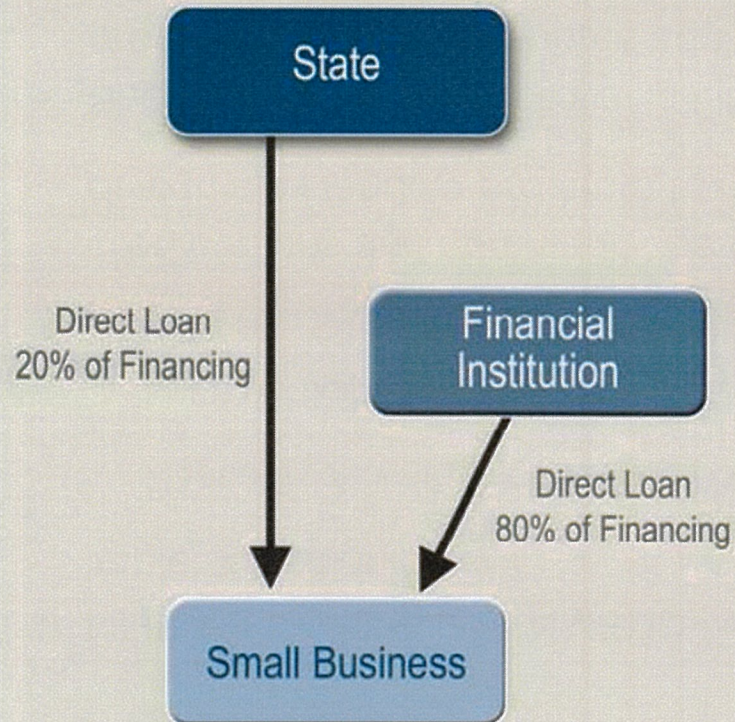 State
Direct Loan
20% of Financing
Financial
Institution
Direct Loan
80% of Financing
Small Business